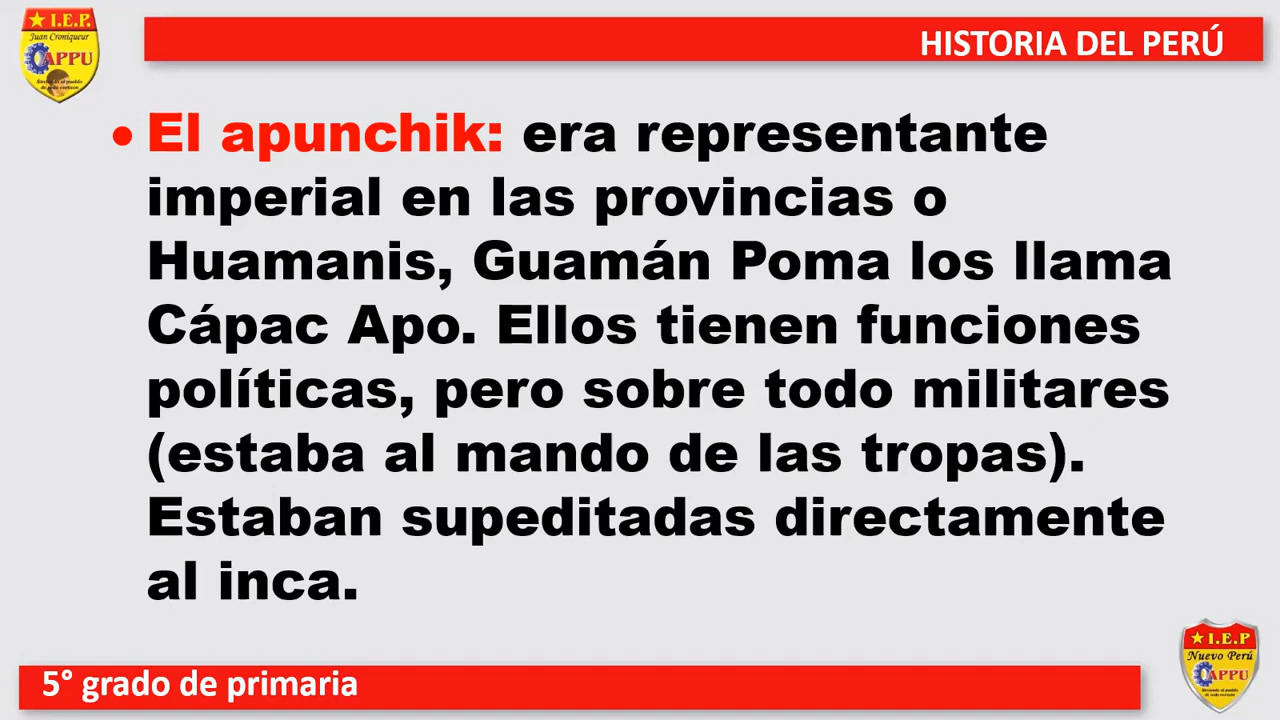 I.E.P.
Juan Croniqueur
APPU
HISTORIA DEL PERÚ
• El apunchik: era representante
imperial en las provincias o
Huamanis, Guamán Poma los llama
Cápac Apo. Ellos tienen funciones
políticas, pero sobre todo militares
(estaba al mando de las tropas).
Estaban supeditadas directamente
al inca.
5° grado de primaria
I.E.P
Nuevo Perú
APPU